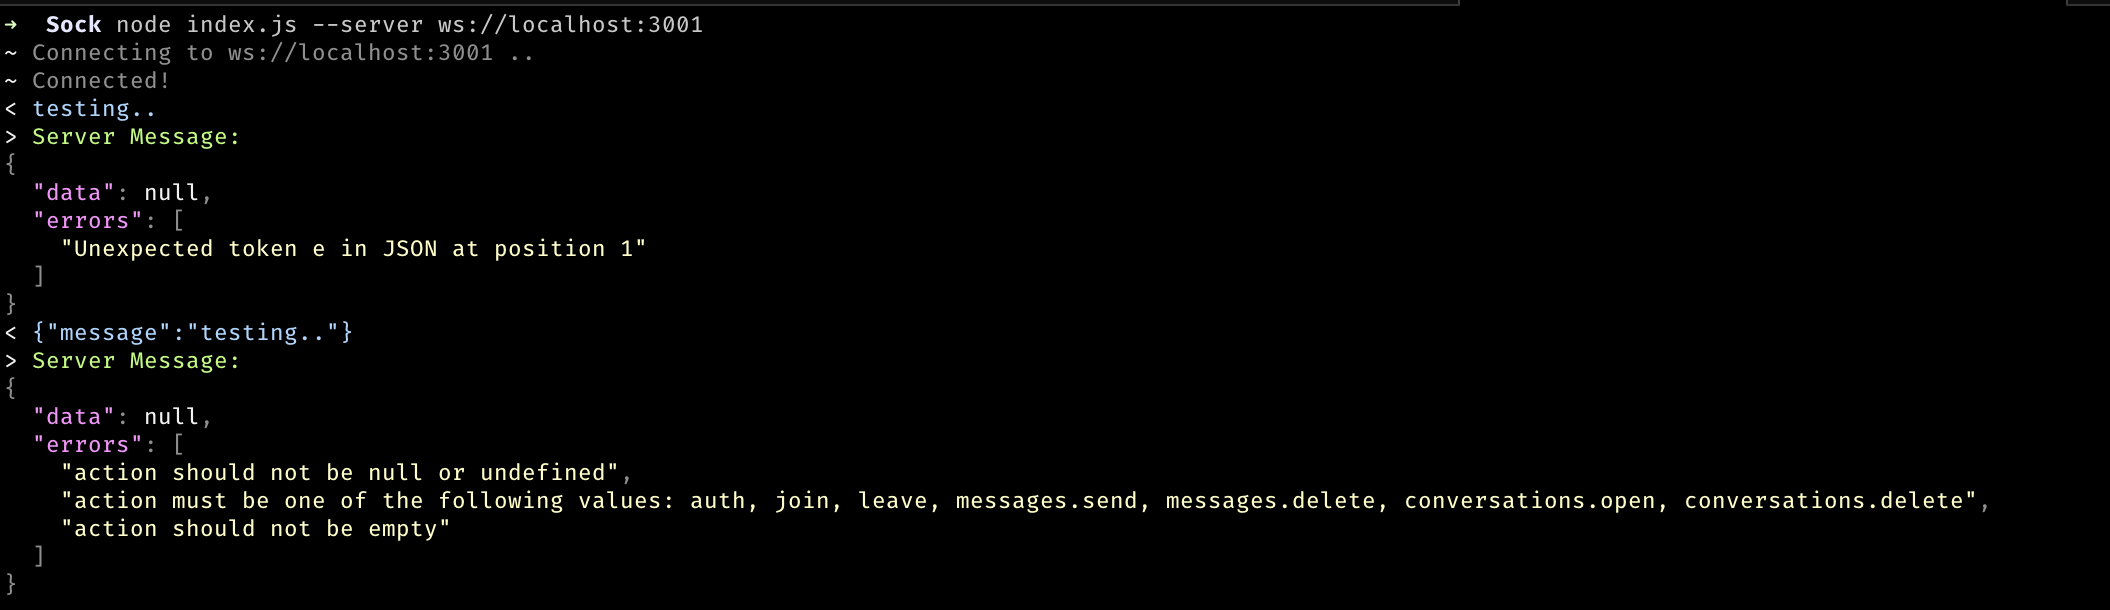 → Sock node index.js --server ws://localhost:3001
~ Connecting to ws://localhost:3001 ..
~ Connected!
< testing..
> Server Message:
{
  "data": null,
  "errors": [
    "Unexpected token e in JSON at position 1"
  ]
}
< {"message":"testing.."}
> Server Message:
{
  "data": null,
  "errors": [
    "action should not be null or undefined",
    "action must be one of the following values: auth, join, leave, messages.send, messages.delete, conversations.open, conversations.delete",
    "action should not be empty"
  ]
}